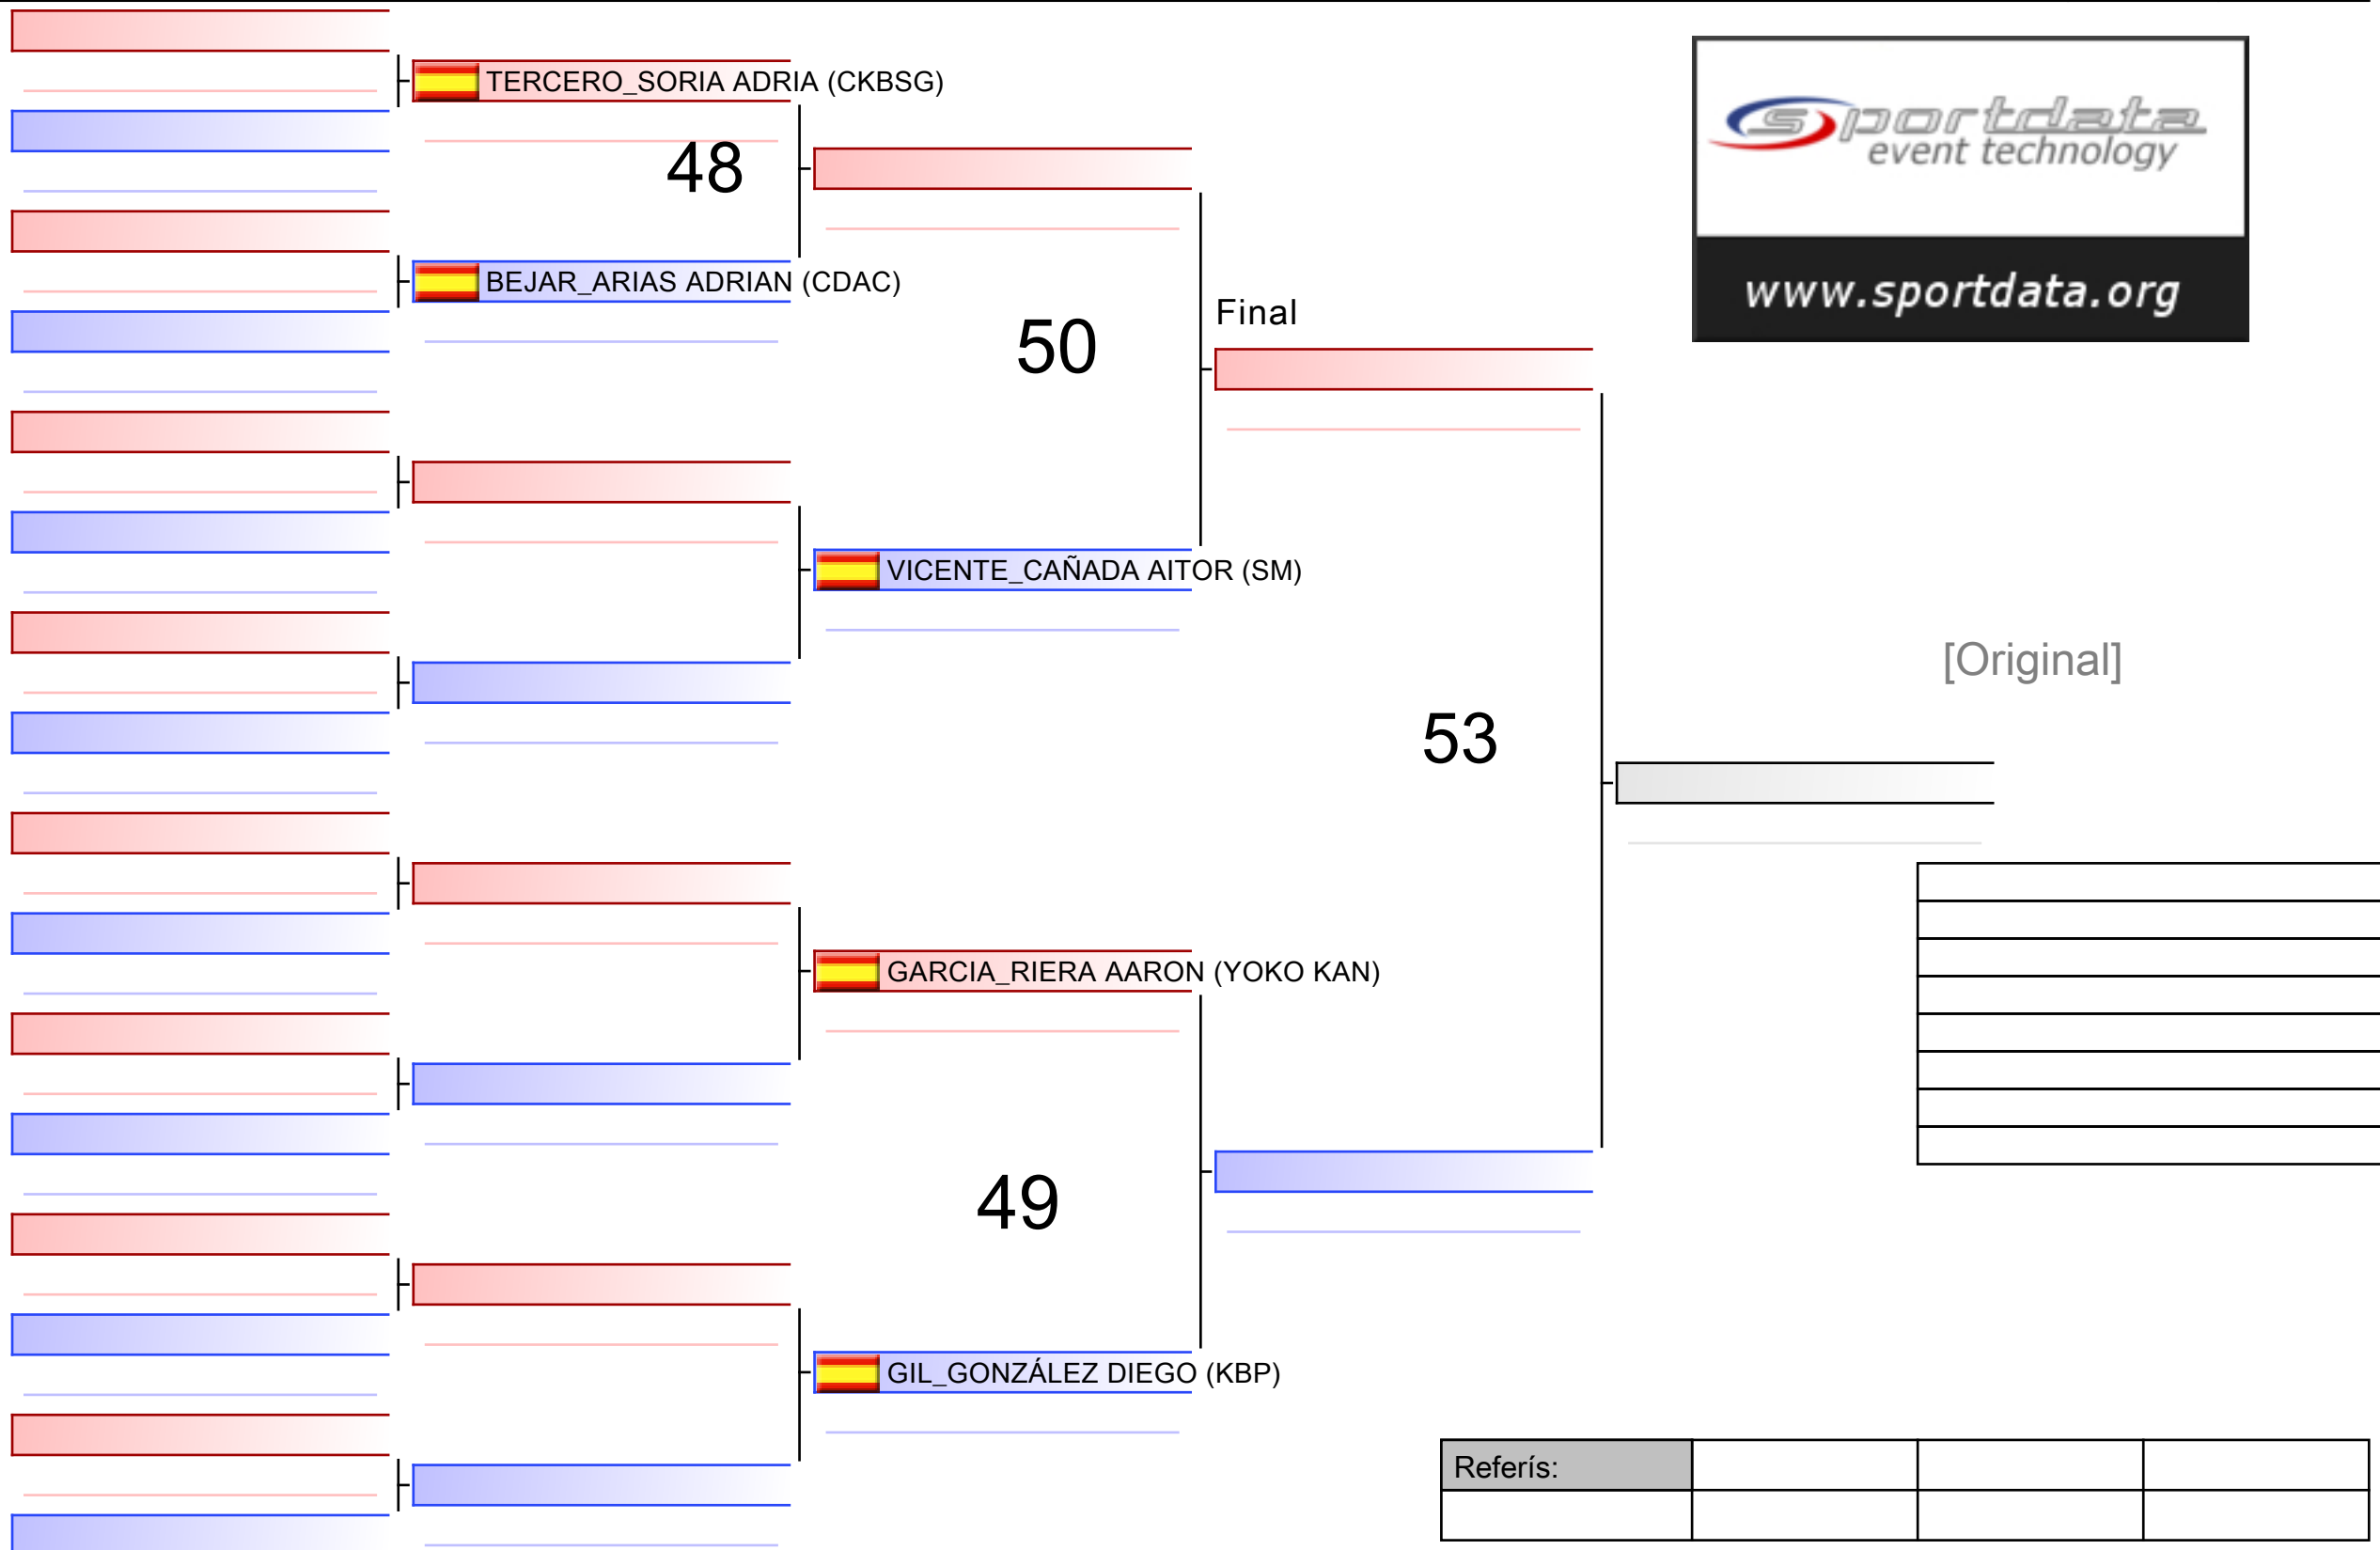 TERCERO_SORIA ADRIA (CKBSG)
48
BEJAR_ARIAS ADRIAN (CDAC)
sportdata
event technology
www.sportdata.org
Final
50
VICENTE_CAÑADA AITOR (SM)
[Original]
53
GARCIA_RIERA AARON (YOKO KAN)
49
GIL_GONZÁLEZ DIEGO (KBP)
Referís: